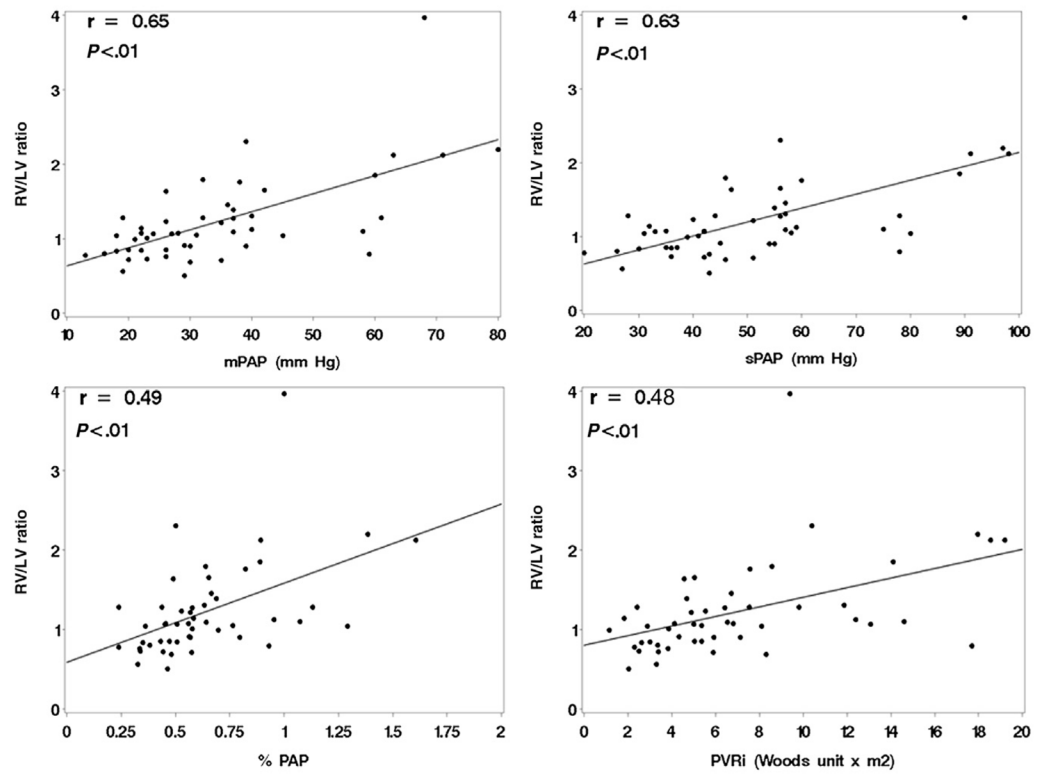 r = 0.65
P<.01
RV/LV ratio
4
3
2
1
0
10 20 30 40 50 60 70 80
mPAP (mm Hg)
r = 0.63
P<.01
RV/LV ratio
4
3
2
1
0
20 30 40 50 60 70 80 90 100
sPAP (mm Hg)
r = 0.49
P<.01
RV/LV ratio
4
3
2
1
0
0 0.25 0.5 0.75 1 1.25 1.5 1.75 2
% PAP
r = 0.48
P<.01
RV/LV ratio
4
3
2
1
0
0 2 4 6 8 10 12 14 16 18 20
PVRi (Woods unit x m2)